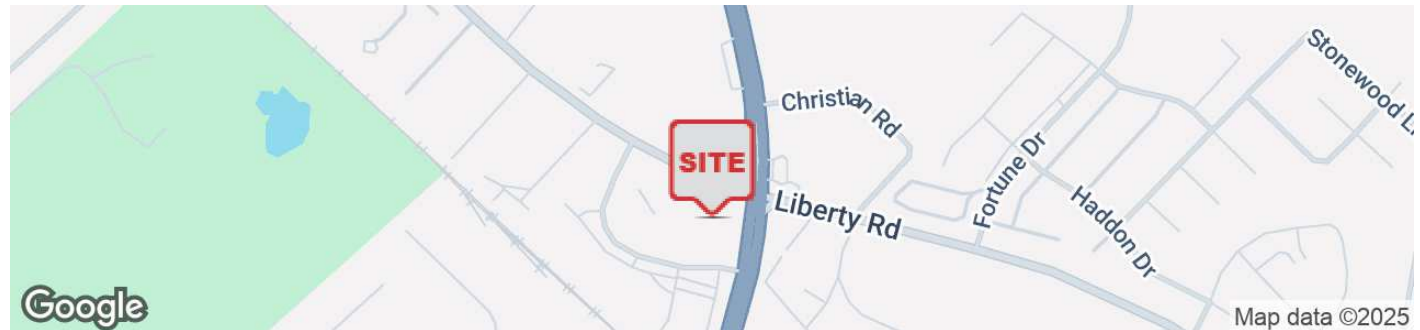 Stonewood L
Christian Rd
SITE
Fortune Dr
Liberty Rd
Haddon Dr
Google
Map data ©2025